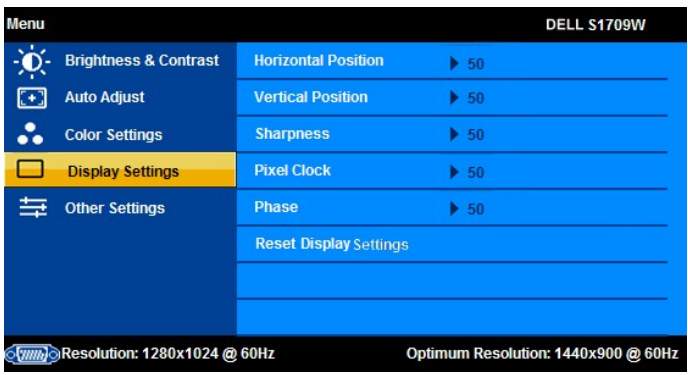 Menu DELL S1709W
Brightness & Contrast Horizontal Position 50
Auto Adjust Vertical Position 50
Color Settings Sharpness 50
Display Settings Pixel Clock 50
Other Settings Phase 50
Reset Display Settings
Resolution: 1280x1024 @ 60Hz Optimum Resolution: 1440x900 @ 60Hz